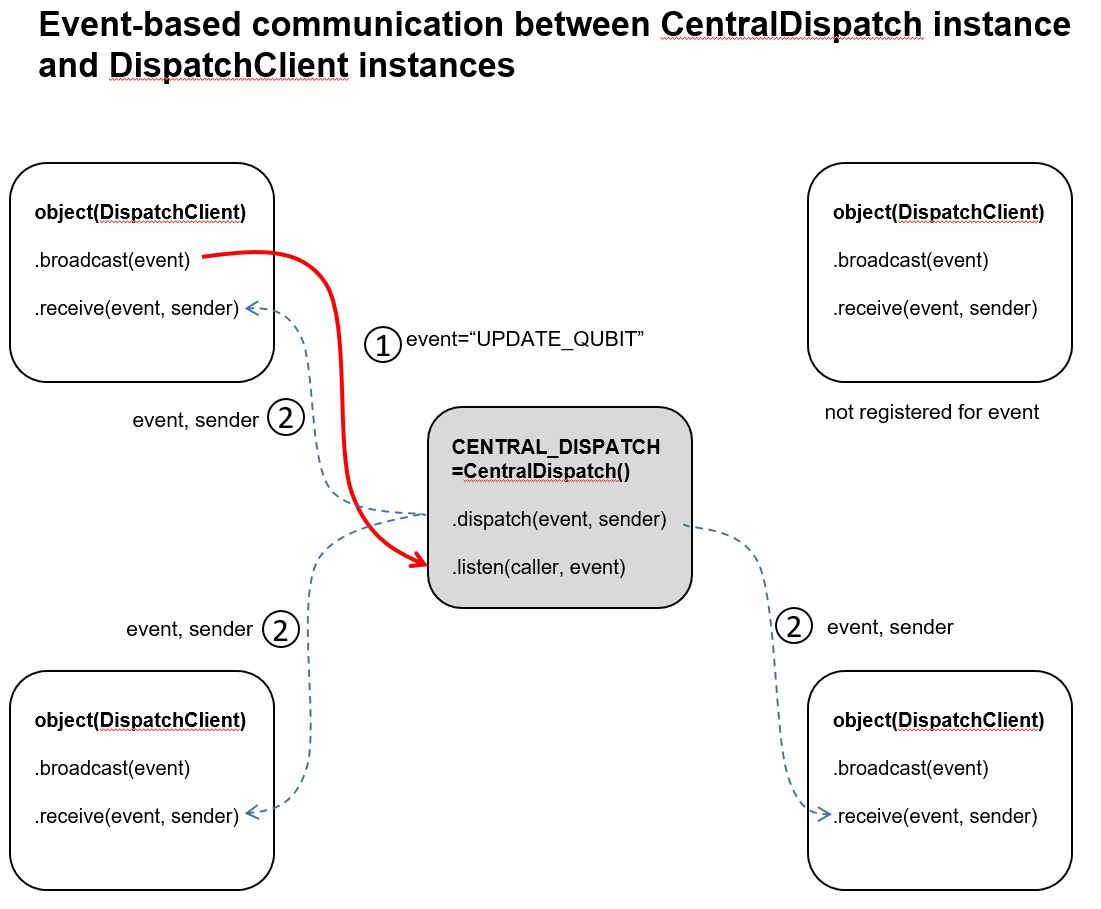 Event-based communication between CentralDispatch instance
and DispatchClient instances
object(DispatchClient)
.broadcast(event)
.receive(event, sender)
object(DispatchClient)
.broadcast(event)
.receive(event, sender)
1 event=“UPDATE_QUBIT”
event, sender 2
not registered for event
CENTRAL_DISPATCH
=CentralDispatch()
.dispatch(event, sender)
.listen(caller, event)
event, sender 2
2 event, sender
object(DispatchClient)
.broadcast(event)
.receive(event, sender)
object(DispatchClient)
.broadcast(event)
.receive(event, sender)